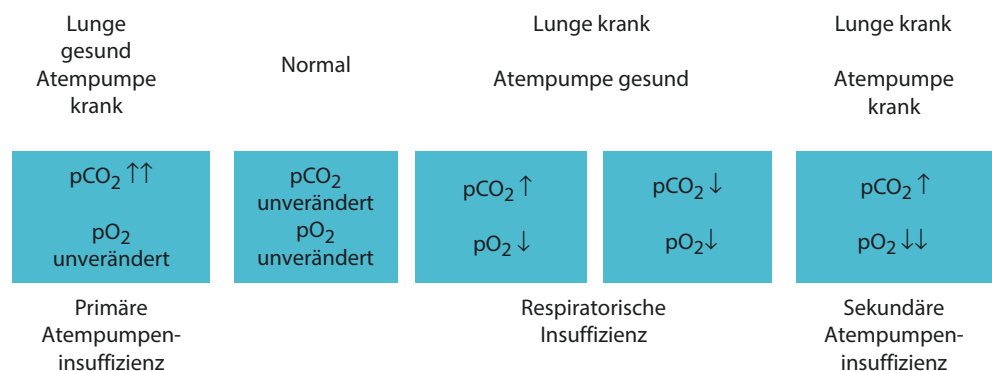 Lunge
gesund
Atempumpe
krank
Normal
Lunge krank
Atempumpe gesund
Lunge krank
Atempumpe
krank
pCO₂ ↑↑
pO₂
unverändert
pCO₂
unverändert
pO₂
unverändert
pCO₂ ↑
pO₂ ↓
pCO₂ ↓
pO₂ ↓
pCO₂ ↑
pO₂ ↓↓
Primäre
Atempumpen-
insuffizienz
Respiratorische
Insuffizienz
Sekundäre
Atempumpen-
insuffizienz